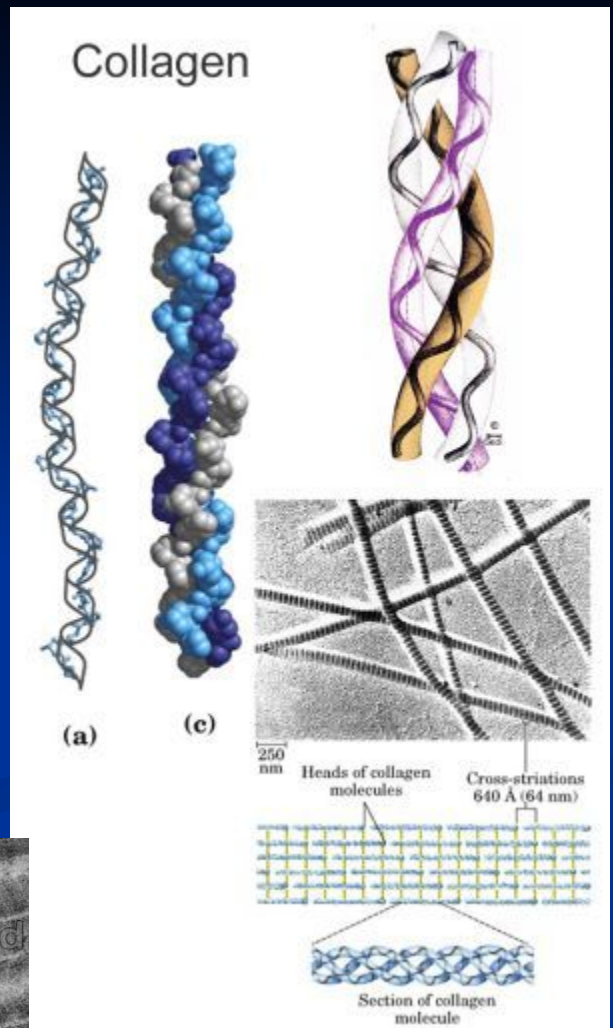 Collagen
(a)
(c)
250
nm
Heads of collagen
molecules
Cross-striations
640 Å (64 nm)
Section of collagen
molecule
d